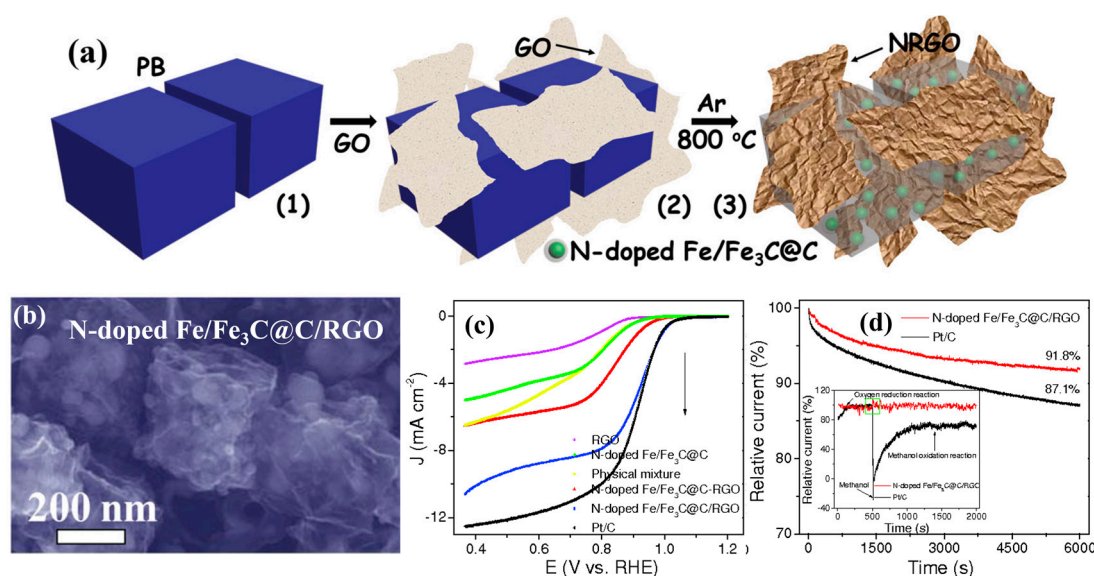 (a)
PB
GO
(1)
GO
(2)
Ar
800 °C
(3)
NRGO
N-doped Fe/Fe₃C@C
(b)
N-doped Fe/Fe₃C@C/RGO
200 nm
(c)
J (mA cm⁻²)
0
-4
-8
-12
RGO
N-doped Fe/Fe₃C@C
Physical mixture
N-doped Fe/Fe₃C@C-RGO
N-doped Fe/Fe₃C@C/RGO
Pt/C
0.4 0.6 0.8 1.0 1.2
E (V vs. RHE)
(d)
Relative current (%)
100
90
80
70
N-doped Fe/Fe₃C@C/RGO
Pt/C
91.8%
87.1%
Relative current (%)
120
80
40
0
-40
Oxygen reduction reaction
Methanol oxidation reaction
Methanol
N-doped Fe/Fe₃C@C/RGO
Pt/C
0 500 1000 1500 2000
Time (s)
0 1500 3000 4500 6000
Time (s)